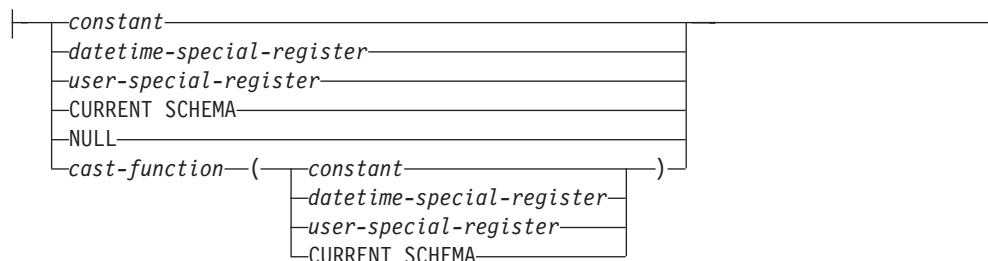 constant
datetime-special-register
user-special-register
CURRENT SCHEMA
NULL
cast-function ( constant )
datetime-special-register
user-special-register
CURRENT SCHEMA